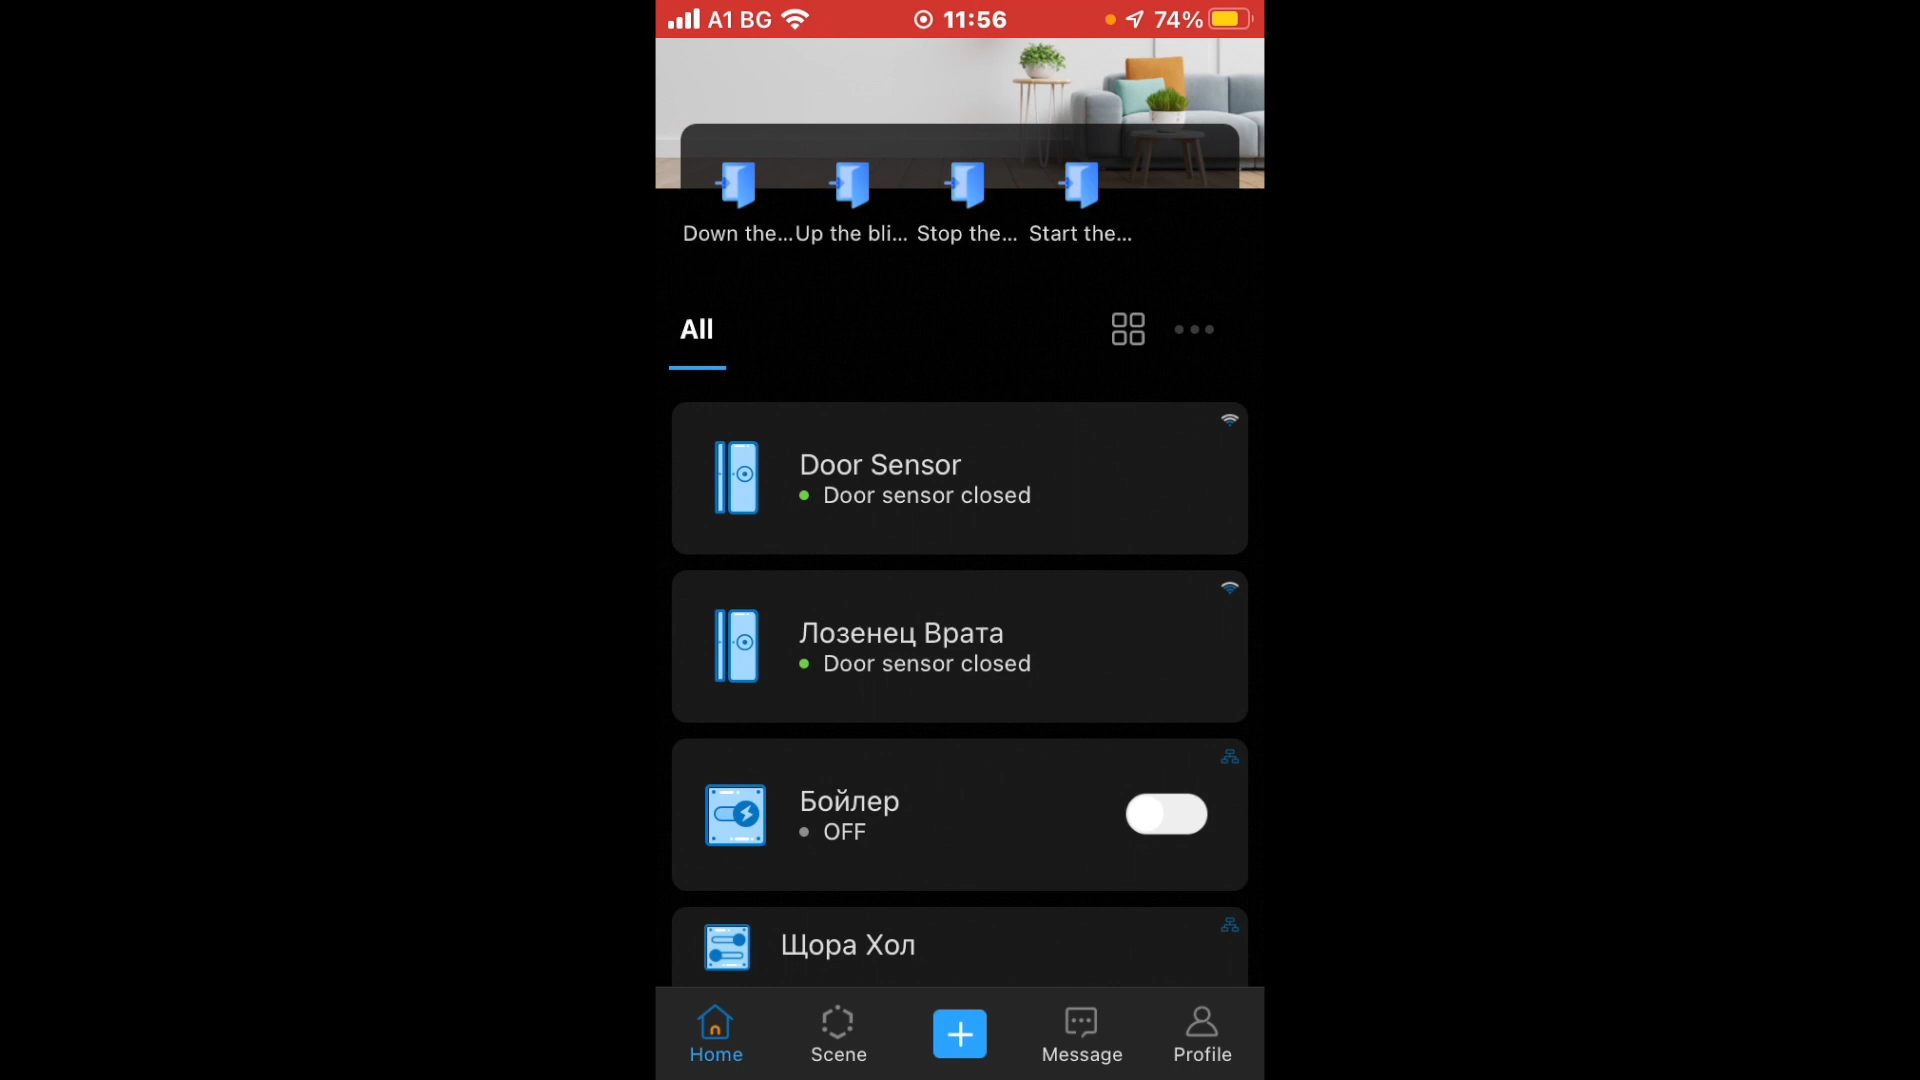 A1 BG 11:56 74%
Down the... Up the bli... Stop the... Start the...
All
Door Sensor
Door sensor closed
Лозенец Врата
Door sensor closed
Бойлер
OFF
Щора Хол
Home Scene Message Profile